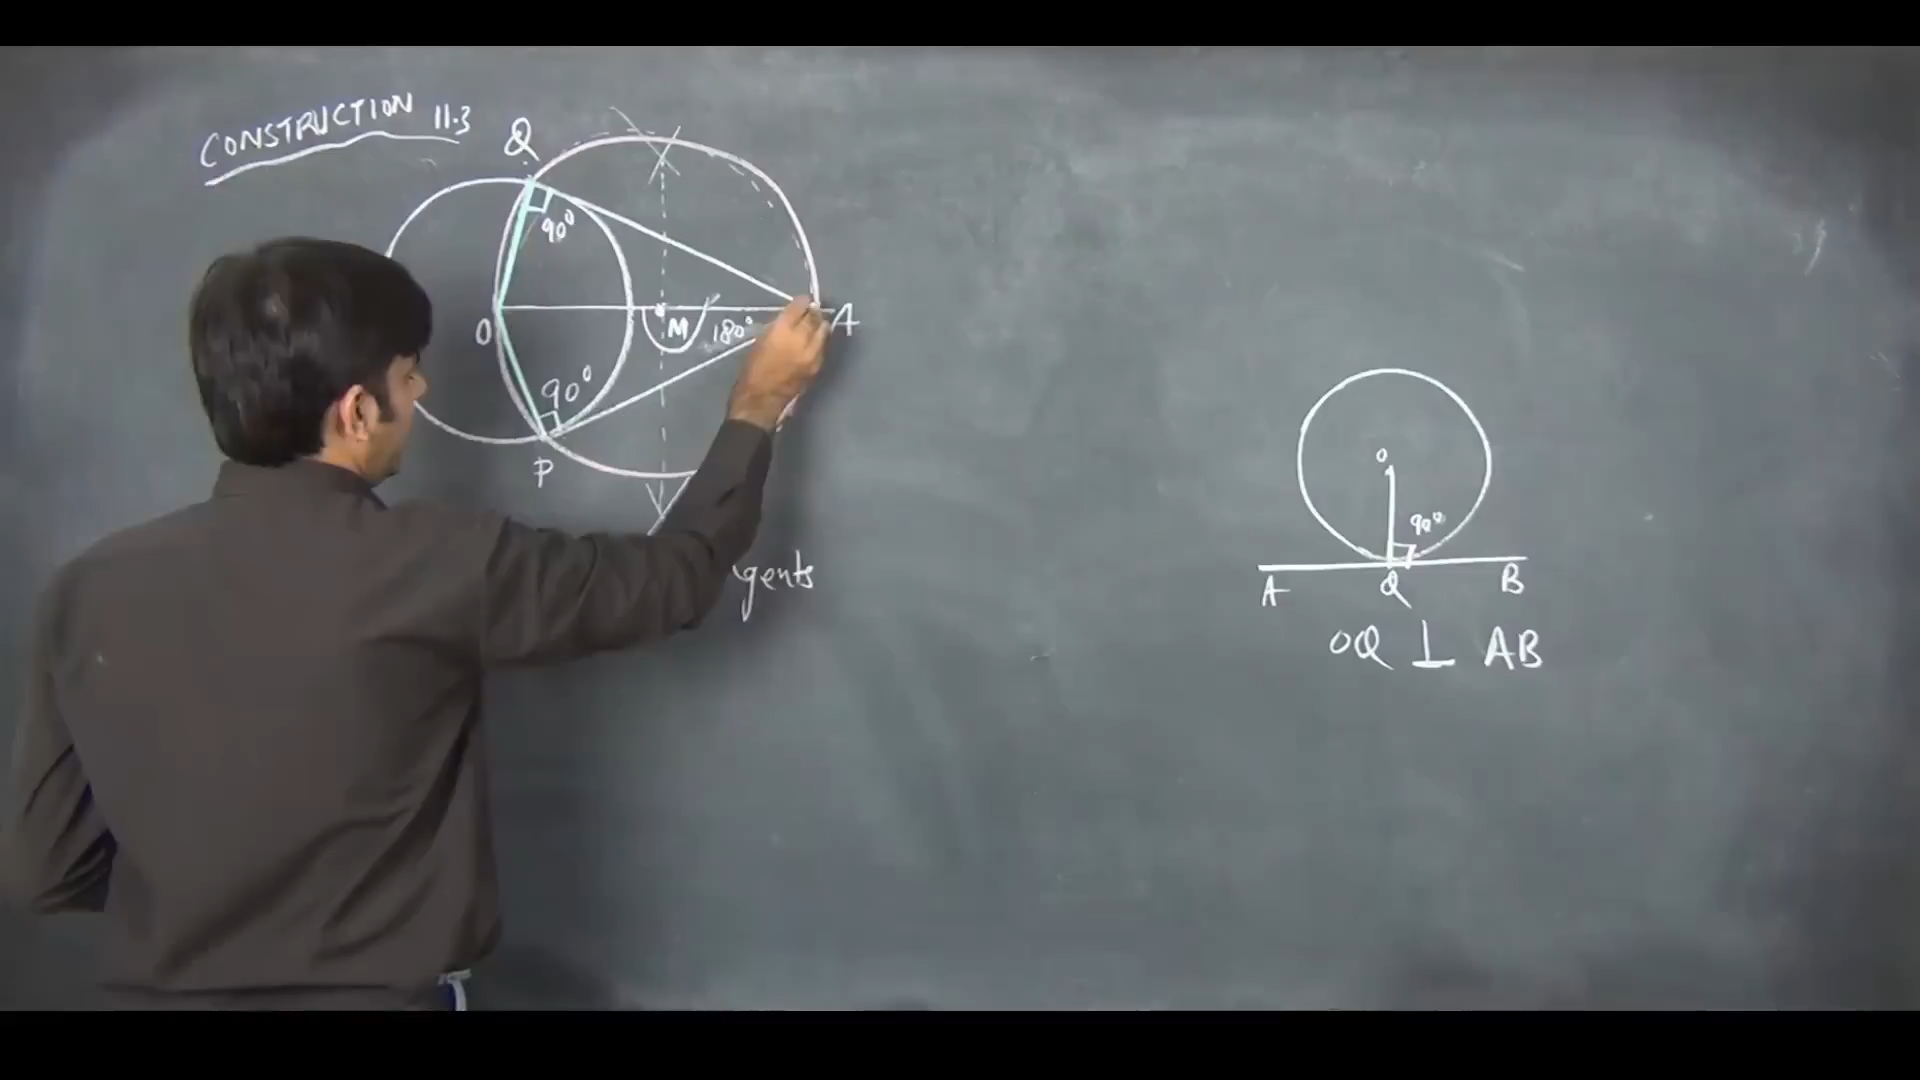 CONSTRUCTION 11.3
Q
90°
O
M
180°
A
90°
P
gents
O
90°
A
Q
B
OQ ⊥ AB